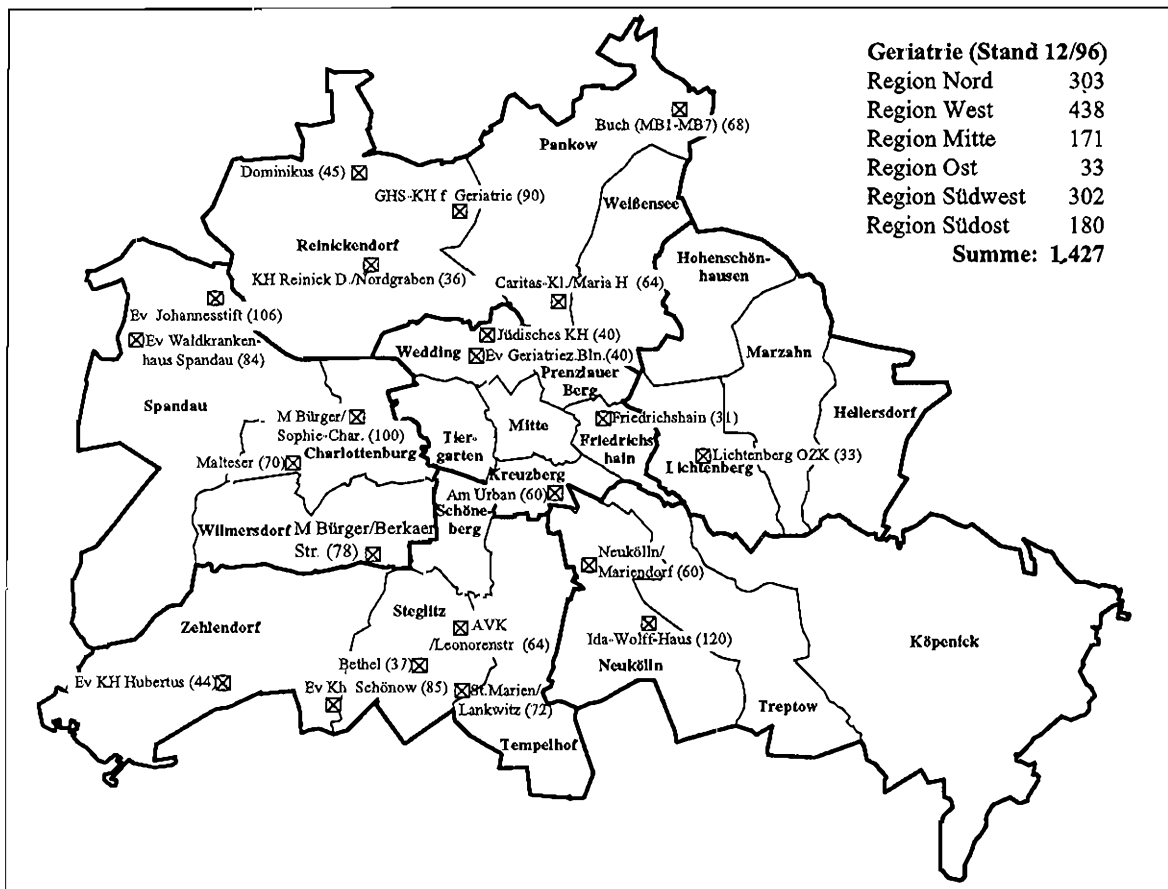 Geriatrie (Stand 12/96)
Region Nord 303
Region West 438
Region Mitte 171
Region Ost 33
Region Südwest 302
Region Südost 180
Summe: 1.427
Buch (MB1-MB7) (68)
Pankow
Dominikus (45)
GHS-KH f Geriatrie (90)
Weißensee
Reinickendorf
KH Reinick D./Nordgraben (36)
Hohenschön-
hausen
Caritas-Kl./Maria H (64)
Ev Johannesstift (106)
Ev Waldkranken-
haus Spandau (84)
Jüdisches KH (40)
Wedding
Ev Geriatriez.Bln.(40)
Prenzlauer
Berg
Marzahn
Hellersdorf
Spandau
M Bürger/
Sophie-Char. (100)
Charlottenburg
Tier-
garten
Mitte
Friedrichshain (31)
Friedrichs
hain
Malteser (70)
Lichtenberg OZK (33)
Lichtenberg
Kreuzberg
Am Urban (60)
Schöne-
berg
Wilmersdorf
M Bürger/Berkaer
Str. (78)
Neukölln/
Mariendorf (60)
Steglitz
Zehlendorf
AVK
/Leonorenstr (64)
Ida-Wolff-Haus (120)
Neukölln
Köpenick
Bethel (37)
Ev KH Hubertus (44)
Ev Kh Schönow (85)
St.Marien/
Lankwitz (72)
Treptow
Tempelhof